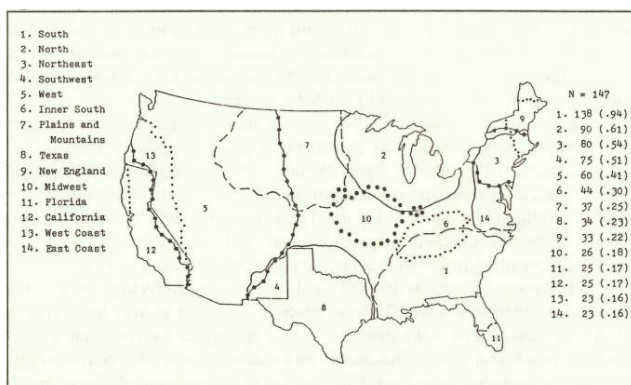 1. South
2. North
3. Northeast
4. Southwest
5. West
6. Inner South
7. Plains and
Mountains
8. Texas
9. New England
10. Midwest
11. Florida
12. California
13. West Coast
14. East Coast
9
2
13
3
5
14
10
6
12
1
4
8
11
N = 147
1. 138 (.94)
2. 90 (.61)
3. 80 (.54)
4. 75 (.51)
5. 60 (.41)
6. 44 (.30)
7. 37 (.25)
8. 34 (.23)
9. 33 (.22)
10. 26 (.18)
11. 25 (.17)
12. 25 (.17)
13. 23 (.16)
14. 23 (.16)